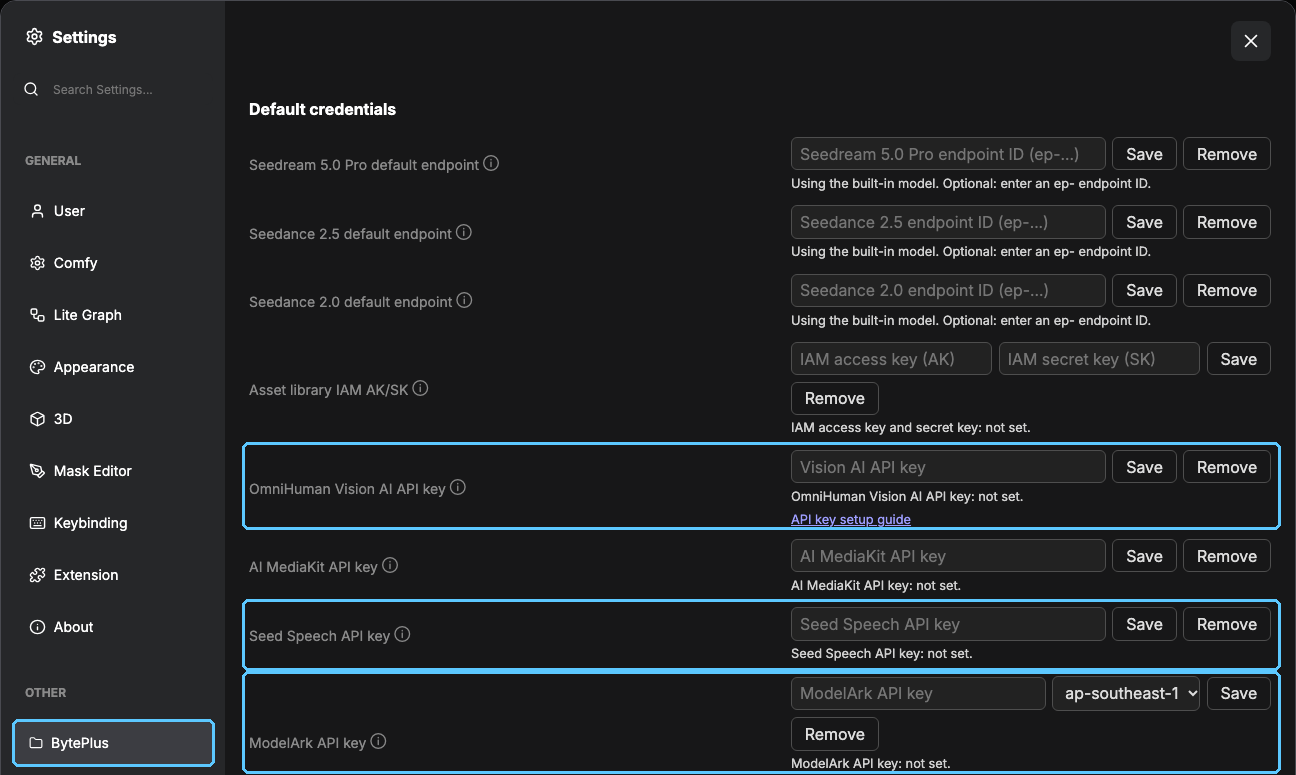 Settings
Search Settings...
GENERAL
User
Comfy
Lite Graph
Appearance
3D
Mask Editor
Keybinding
Extension
About
OTHER
BytePlus
Default credentials
Seedream 5.0 Pro default endpoint
Seedream 5.0 Pro endpoint ID (ep-...) Save Remove
Using the built-in model. Optional: enter an ep- endpoint ID.
Seedance 2.5 default endpoint
Seedance 2.5 endpoint ID (ep-...) Save Remove
Using the built-in model. Optional: enter an ep- endpoint ID.
Seedance 2.0 default endpoint
Seedance 2.0 endpoint ID (ep-...) Save Remove
Using the built-in model. Optional: enter an ep- endpoint ID.
Asset library IAM AK/SK
IAM access key (AK) IAM secret key (SK) Save
Remove
IAM access key and secret key: not set.
OmniHuman Vision AI API key
Vision AI API key Save Remove
OmniHuman Vision AI API key: not set.
API key setup guide
AI MediaKit API key
AI MediaKit API key Save Remove
AI MediaKit API key: not set.
Seed Speech API key
Seed Speech API key Save Remove
Seed Speech API key: not set.
ModelArk API key
ModelArk API key ap-southeast-1 Save
Remove
ModelArk API key: not set.